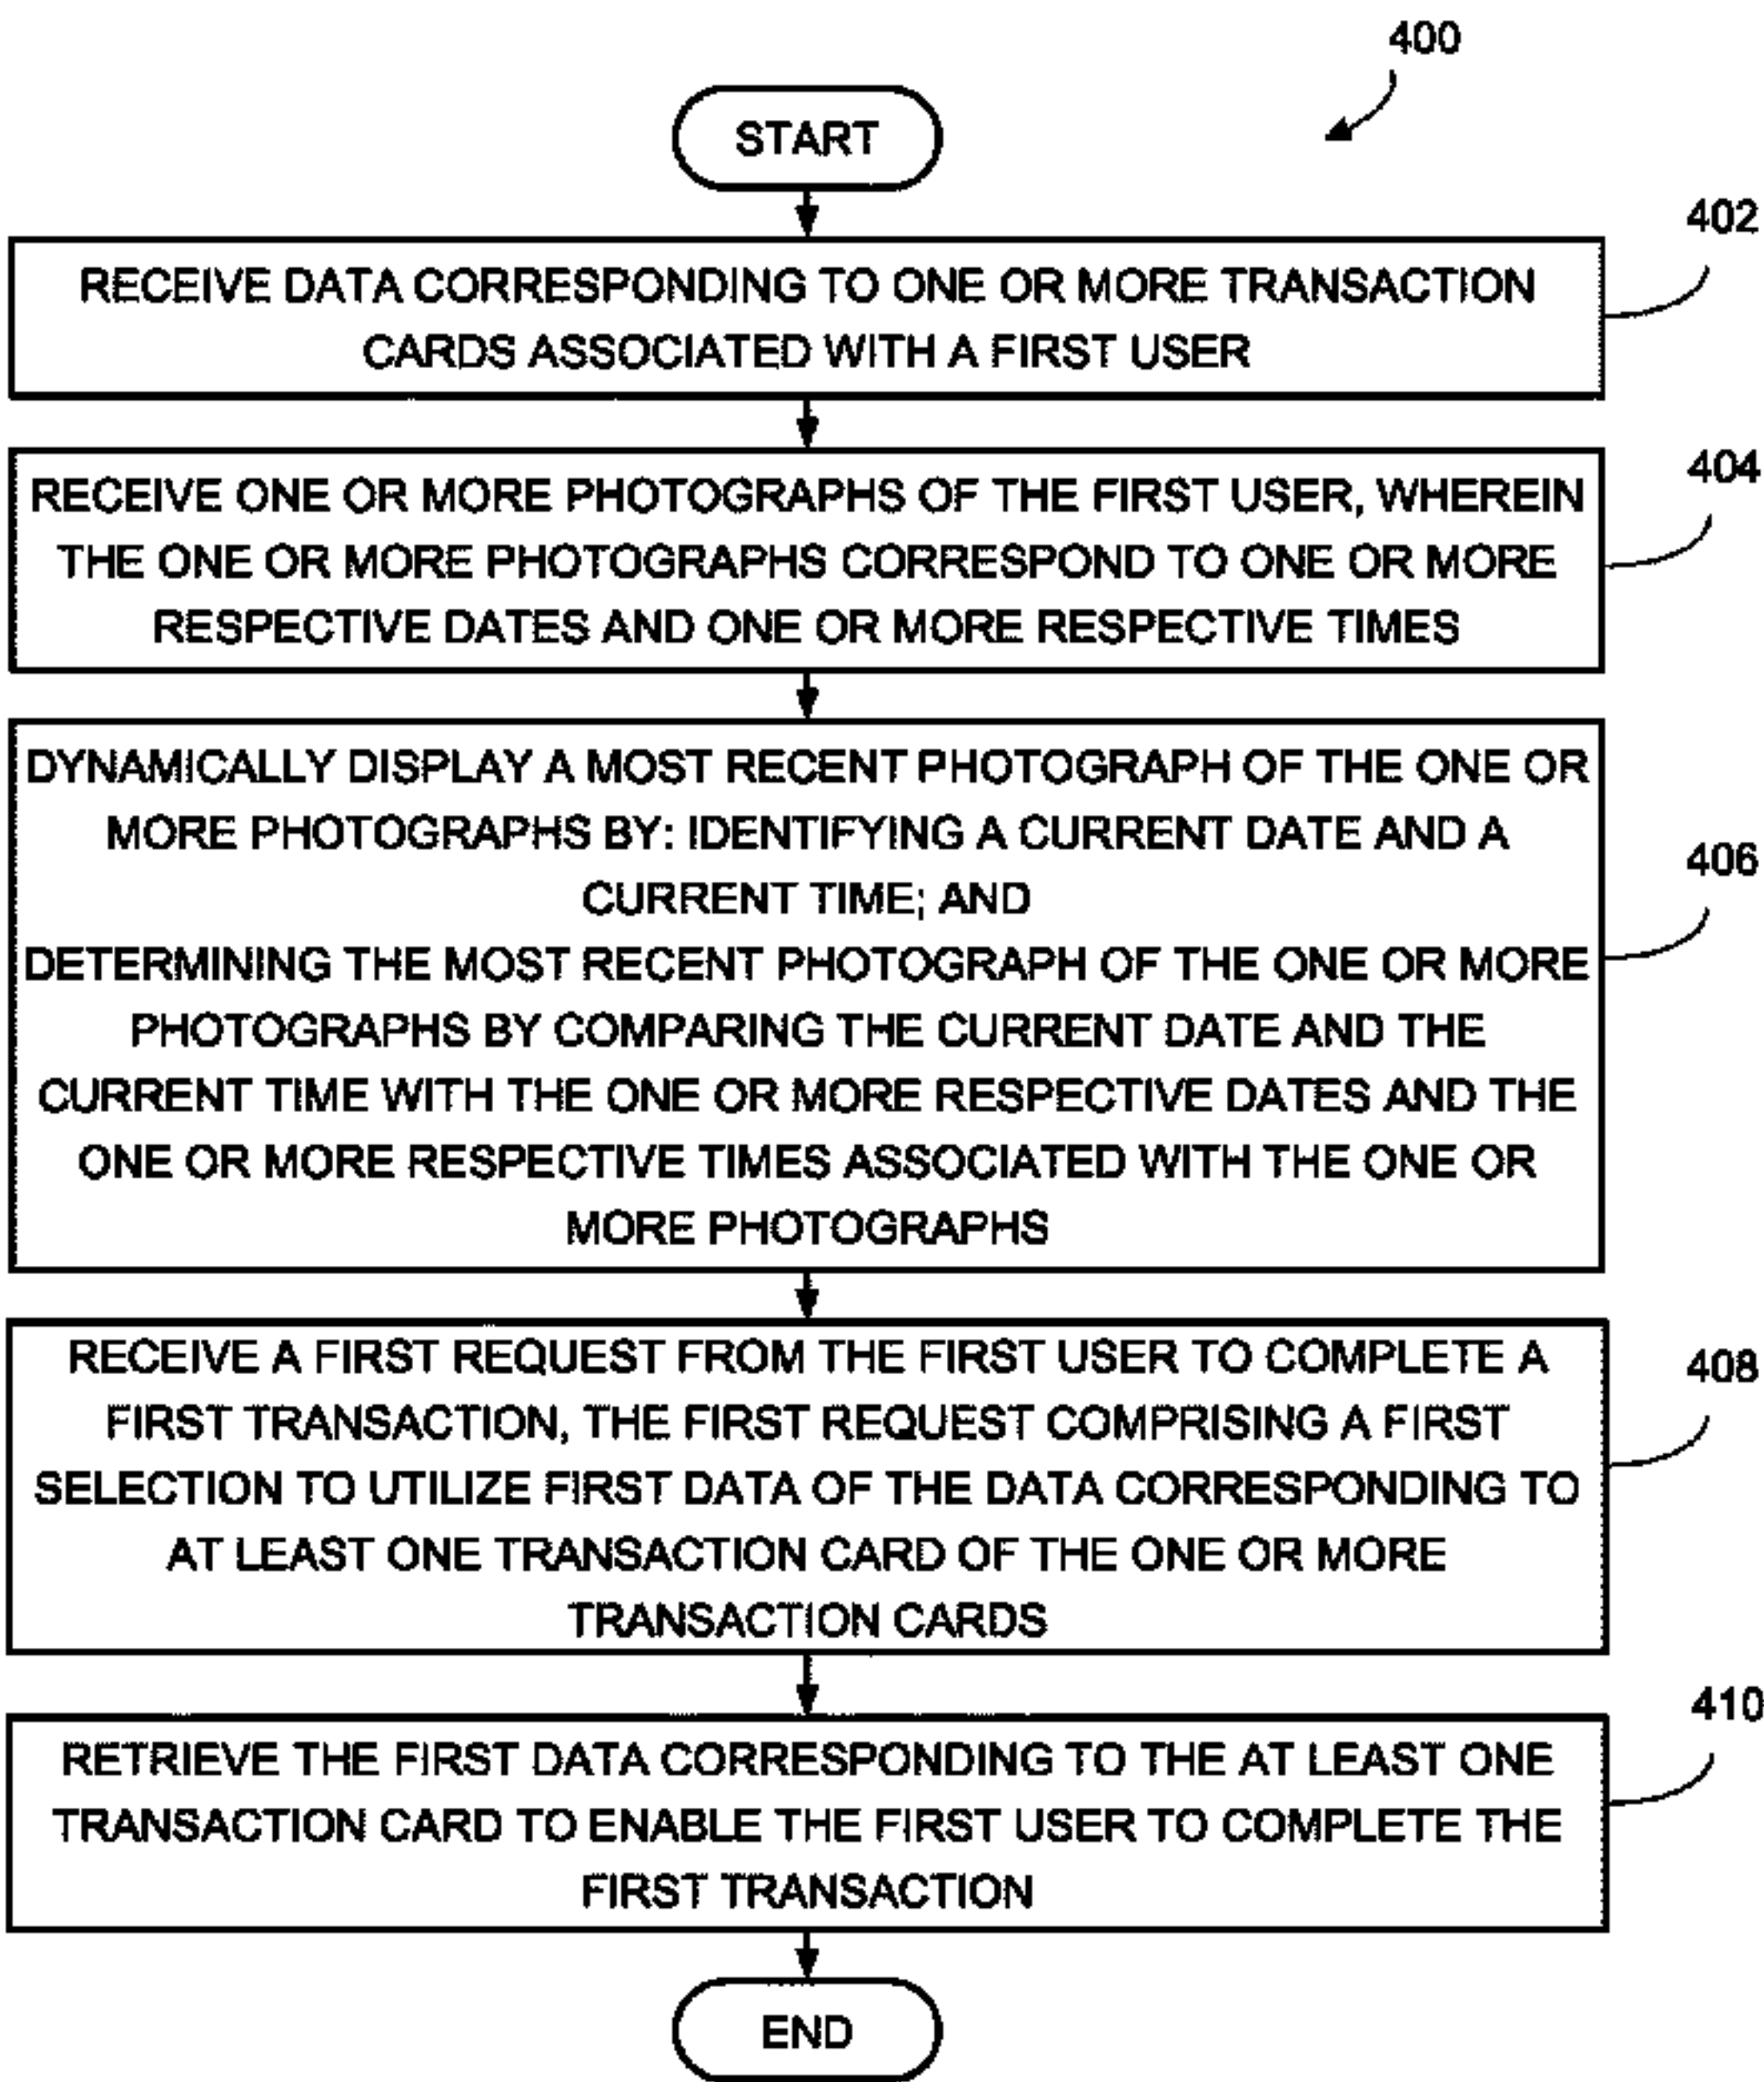 400
START
402
RECEIVE DATA CORRESPONDING TO ONE OR MORE TRANSACTION
CARDS ASSOCIATED WITH A FIRST USER
404
RECEIVE ONE OR MORE PHOTOGRAPHS OF THE FIRST USER, WHEREIN
THE ONE OR MORE PHOTOGRAPHS CORRESPOND TO ONE OR MORE
RESPECTIVE DATES AND ONE OR MORE RESPECTIVE TIMES
406
DYNAMICALLY DISPLAY A MOST RECENT PHOTOGRAPH OF THE ONE OR
MORE PHOTOGRAPHS BY: IDENTIFYING A CURRENT DATE AND A
CURRENT TIME; AND
DETERMINING THE MOST RECENT PHOTOGRAPH OF THE ONE OR MORE
PHOTOGRAPHS BY COMPARING THE CURRENT DATE AND THE
CURRENT TIME WITH THE ONE OR MORE RESPECTIVE DATES AND THE
ONE OR MORE RESPECTIVE TIMES ASSOCIATED WITH THE ONE OR
MORE PHOTOGRAPHS
408
RECEIVE A FIRST REQUEST FROM THE FIRST USER TO COMPLETE A
FIRST TRANSACTION, THE FIRST REQUEST COMPRISING A FIRST
SELECTION TO UTILIZE FIRST DATA OF THE DATA CORRESPONDING TO
AT LEAST ONE TRANSACTION CARD OF THE ONE OR MORE
TRANSACTION CARDS
410
RETRIEVE THE FIRST DATA CORRESPONDING TO THE AT LEAST ONE
TRANSACTION CARD TO ENABLE THE FIRST USER TO COMPLETE THE
FIRST TRANSACTION
END